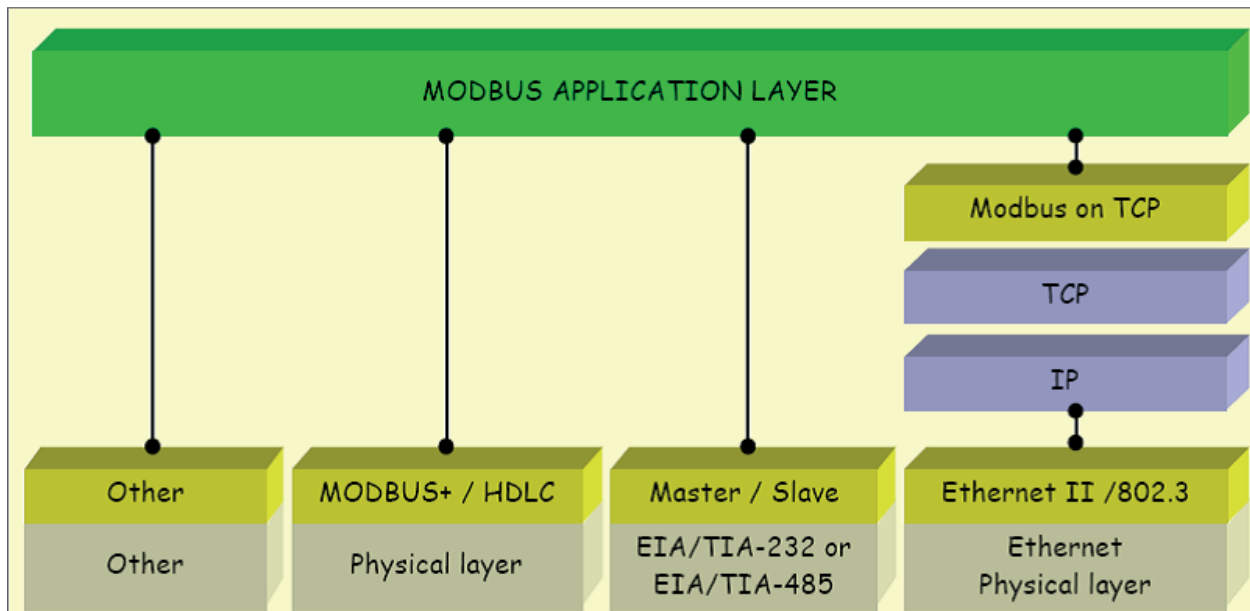 MODBUS APPLICATION LAYER
Modbus on TCP
TCP
IP
Other
MODBUS+ / HDLC
Master / Slave
Ethernet II /802.3
Other
Physical layer
EIA/TIA-232 or
EIA/TIA-485
Ethernet
Physical layer